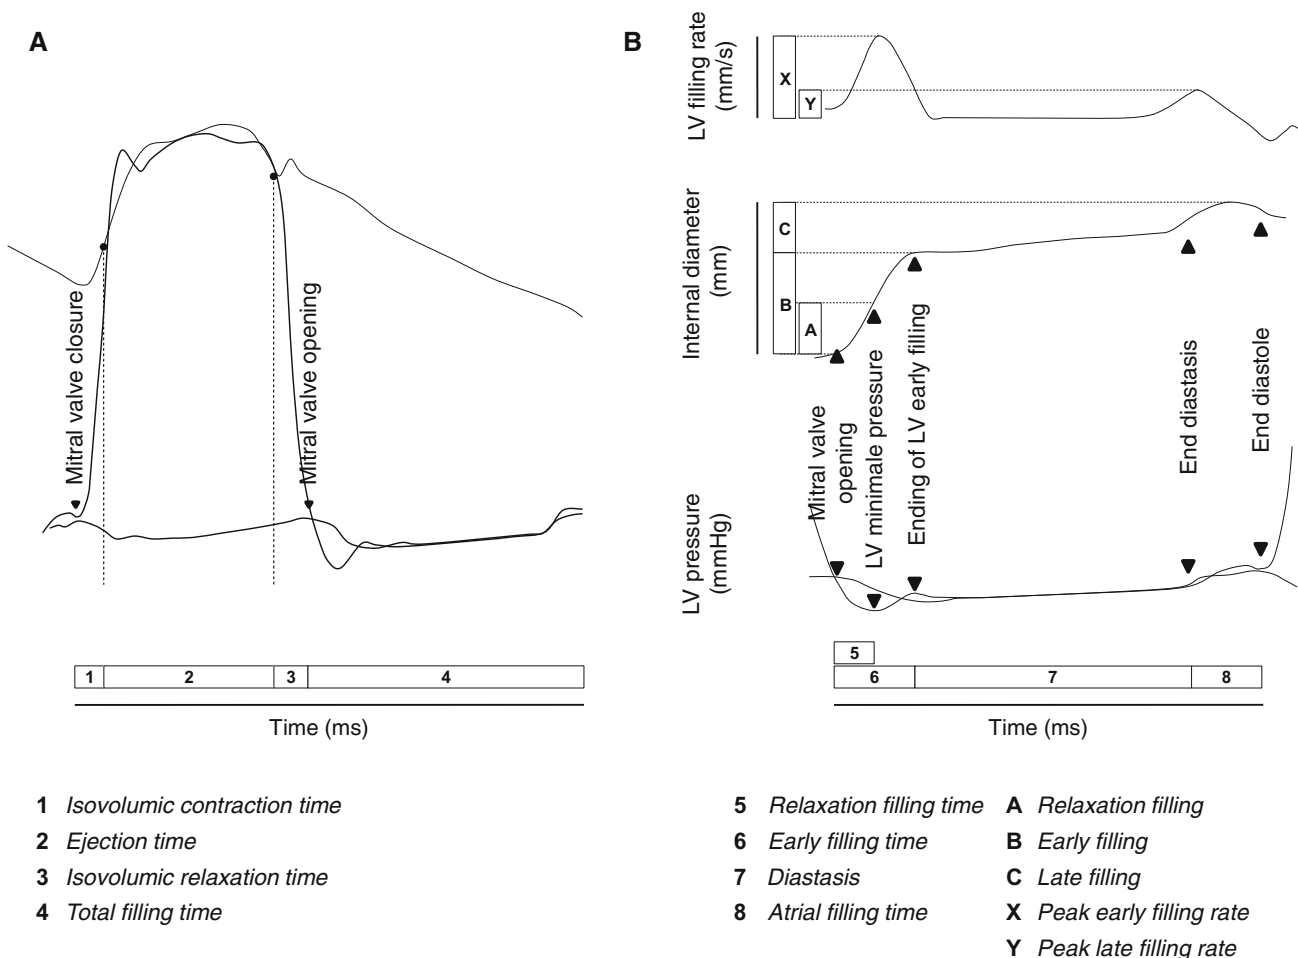 A
Mitral valve closure
Mitral valve opening
1 2 3 4
Time (ms)
1 Isovolumic contraction time
2 Ejection time
3 Isovolumic relaxation time
4 Total filling time
B
LV filling rate
(mm/s)
X
Y
Internal diameter
(mm)
C
B
A
LV pressure
(mmHg)
Mitral valve
opening
LV minimale pressure
Ending of LV early filling
End diastasis
End diastole
5
6 7 8
Time (ms)
5 Relaxation filling time
6 Early filling time
7 Diastasis
8 Atrial filling time
A Relaxation filling
B Early filling
C Late filling
X Peak early filling rate
Y Peak late filling rate